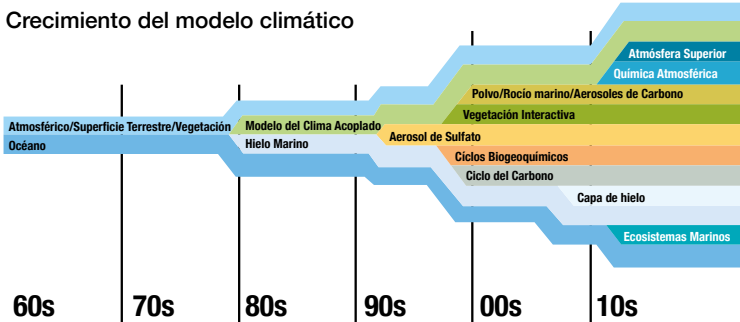 Crecimiento del modelo climático
Atmósfera Superior
Química Atmosférica
Polvo/Rocío marino/Aerosoles de Carbono
Vegetación Interactiva
Atmosférico/Superficie Terrestre/Vegetación
Modelo del Clima Acoplado
Aerosol de Sulfato
Océano
Hielo Marino
Cíclos Biogeoquímicos
Ciclo del Carbono
Capa de hielo
Ecosistemas Marinos
60s
70s
80s
90s
00s
10s